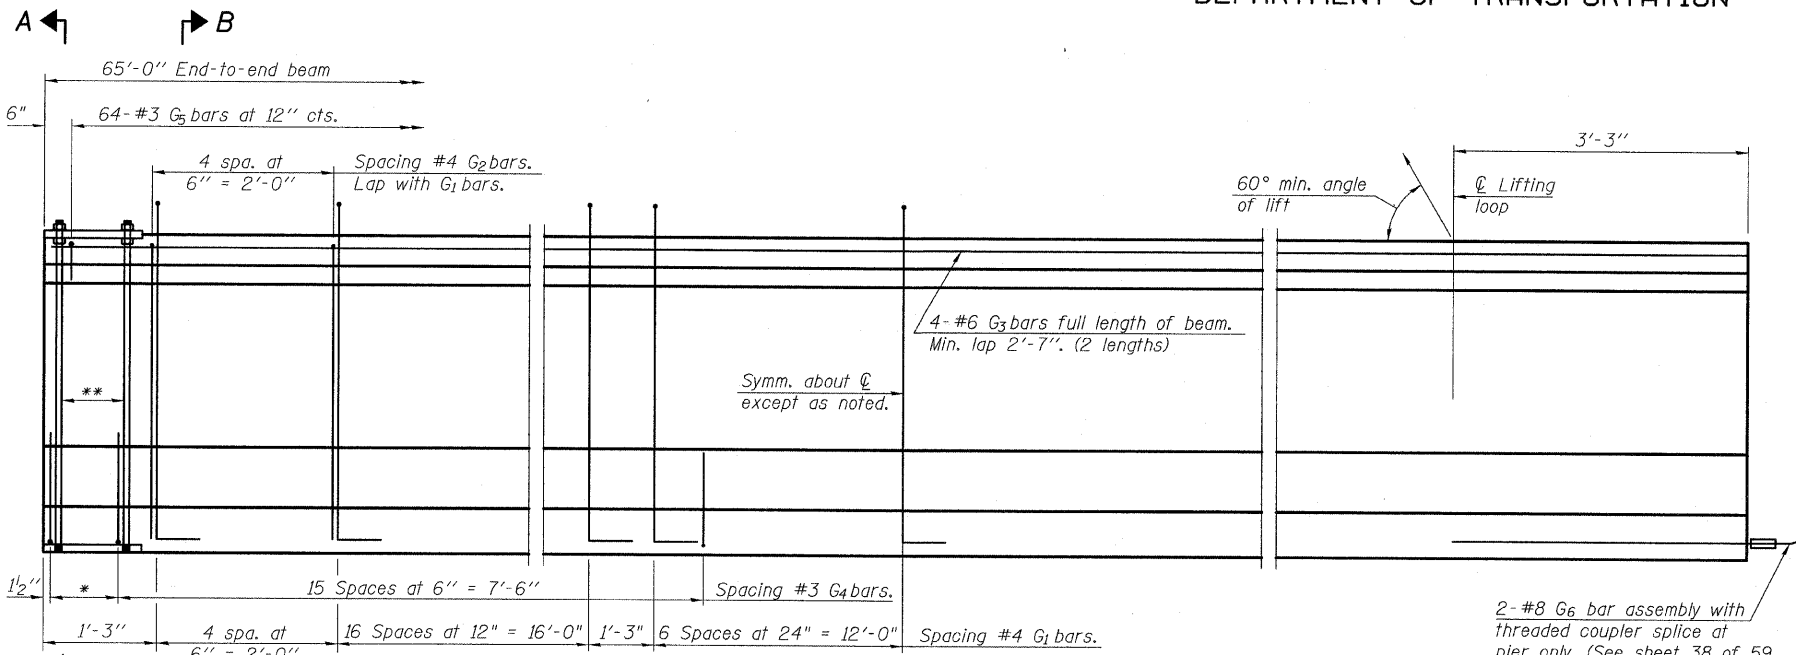 DEPARTMENT OF TRANSPORTATION
A B
65'-0" End-to-end beam
6"
64-#3 G5 bars at 12" cts.
4 spa. at
6" = 2'-0"
Spacing #4 G2 bars.
Lap with G1 bars.
3'-3"
60° min. angle
of lift
℄ Lifting
loop
4-#6 G3 bars full length of beam.
Min. lap 2'-7". (2 lengths)
Symm. about ℄
except as noted.
**
1½"
*
15 Spaces at 6" = 7'-6"
Spacing #3 G4 bars.
1'-3"
4 spa. at
6" = 2'-0"
16 Spaces at 12" = 16'-0"
1'-3"
6 Spaces at 24" = 12'-0"
Spacing #4 G1 bars.
2-#8 G6 bar assembly with
threaded coupler splice at
pier only. (See sheet 38 of 59